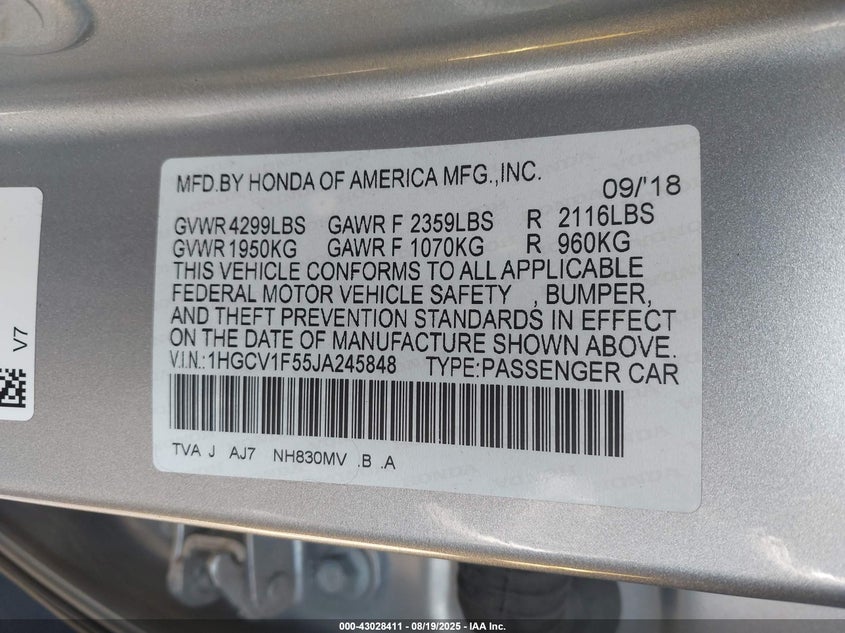 MFD.BY HONDA OF AMERICA MFG.,INC.
09/'18
GVWR 4299LBS GAWR F 2359LBS R 2116LBS
GVWR 1950KG GAWR F 1070KG R 960KG
THIS VEHICLE CONFORMS TO ALL APPLICABLE
FEDERAL MOTOR VEHICLE SAFETY , BUMPER,
AND THEFT PREVENTION STANDARDS IN EFFECT
ON THE DATE OF MANUFACTURE SHOWN ABOVE.
V.I.N.:1HGCV1F55JA245848 TYPE:PASSENGER CAR
TVA J AJ7 NH830MV .B .A
V7
000-43028411 - 08/19/2025 - IAA Inc.